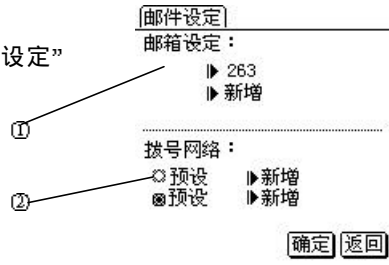 邮件设定
邮箱设定：
设定”
263
新增
①
拨号网络：
预设 新增
② 预设 新增
确定 返回